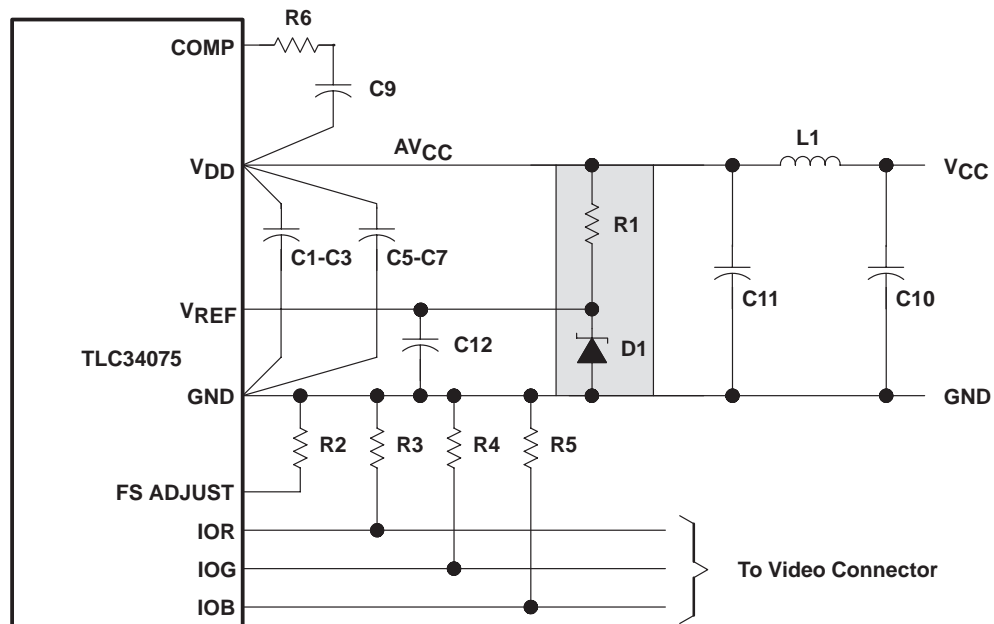 R6
COMP
C9
L1
AVCC
VDD
VCC
R1
C1-C3
C5-C7
C11
C10
VREF
C12
D1
TLC34075
GND
GND
R2
R3
R4
R5
FS ADJUST
IOR
IOG
To Video Connector
IOB